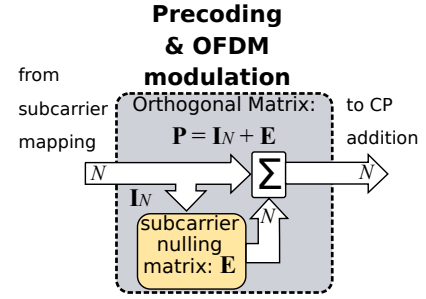 Precoding
& OFDM
modulation
from
subcarrier
mapping
Orthogonal Matrix:
P = I_N + E
to CP
addition
N
I_N
Σ
N
N
subcarrier
nulling
matrix: E